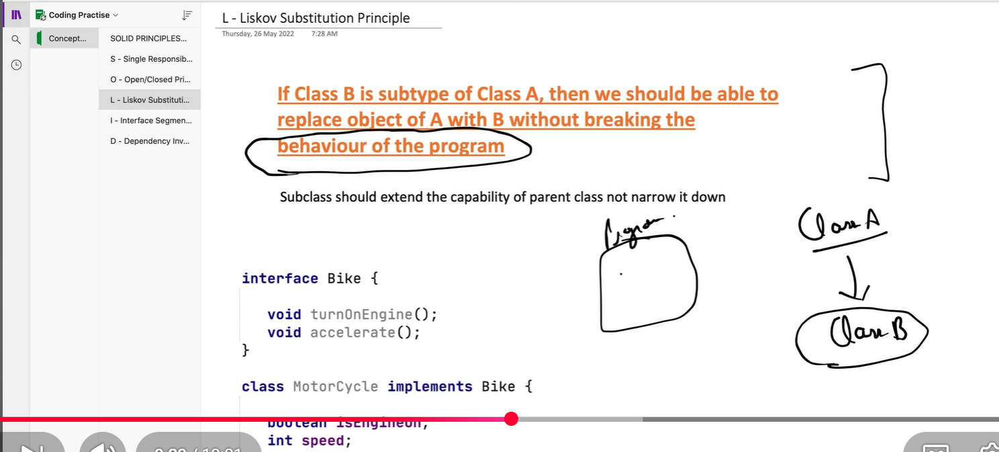 Coding Practise
L - Liskov Substitution Principle
Thursday, 26 May 2022 7:28 AM
Concept...
SOLID PRINCIPLES...
S - Single Responsib...
O - Open/Closed Pri...
L - Liskov Substituti...
I - Interface Segmen...
D - Dependency Inv...
If Class B is subtype of Class A, then we should be able to
replace object of A with B without breaking the
behaviour of the program
Subclass should extend the capability of parent class not narrow it down
Program
Class A
Class B
interface Bike {
void turnOnEngine();
void accelerate();
}
class MotorCycle implements Bike {
boolean isEngineOn;
int speed;